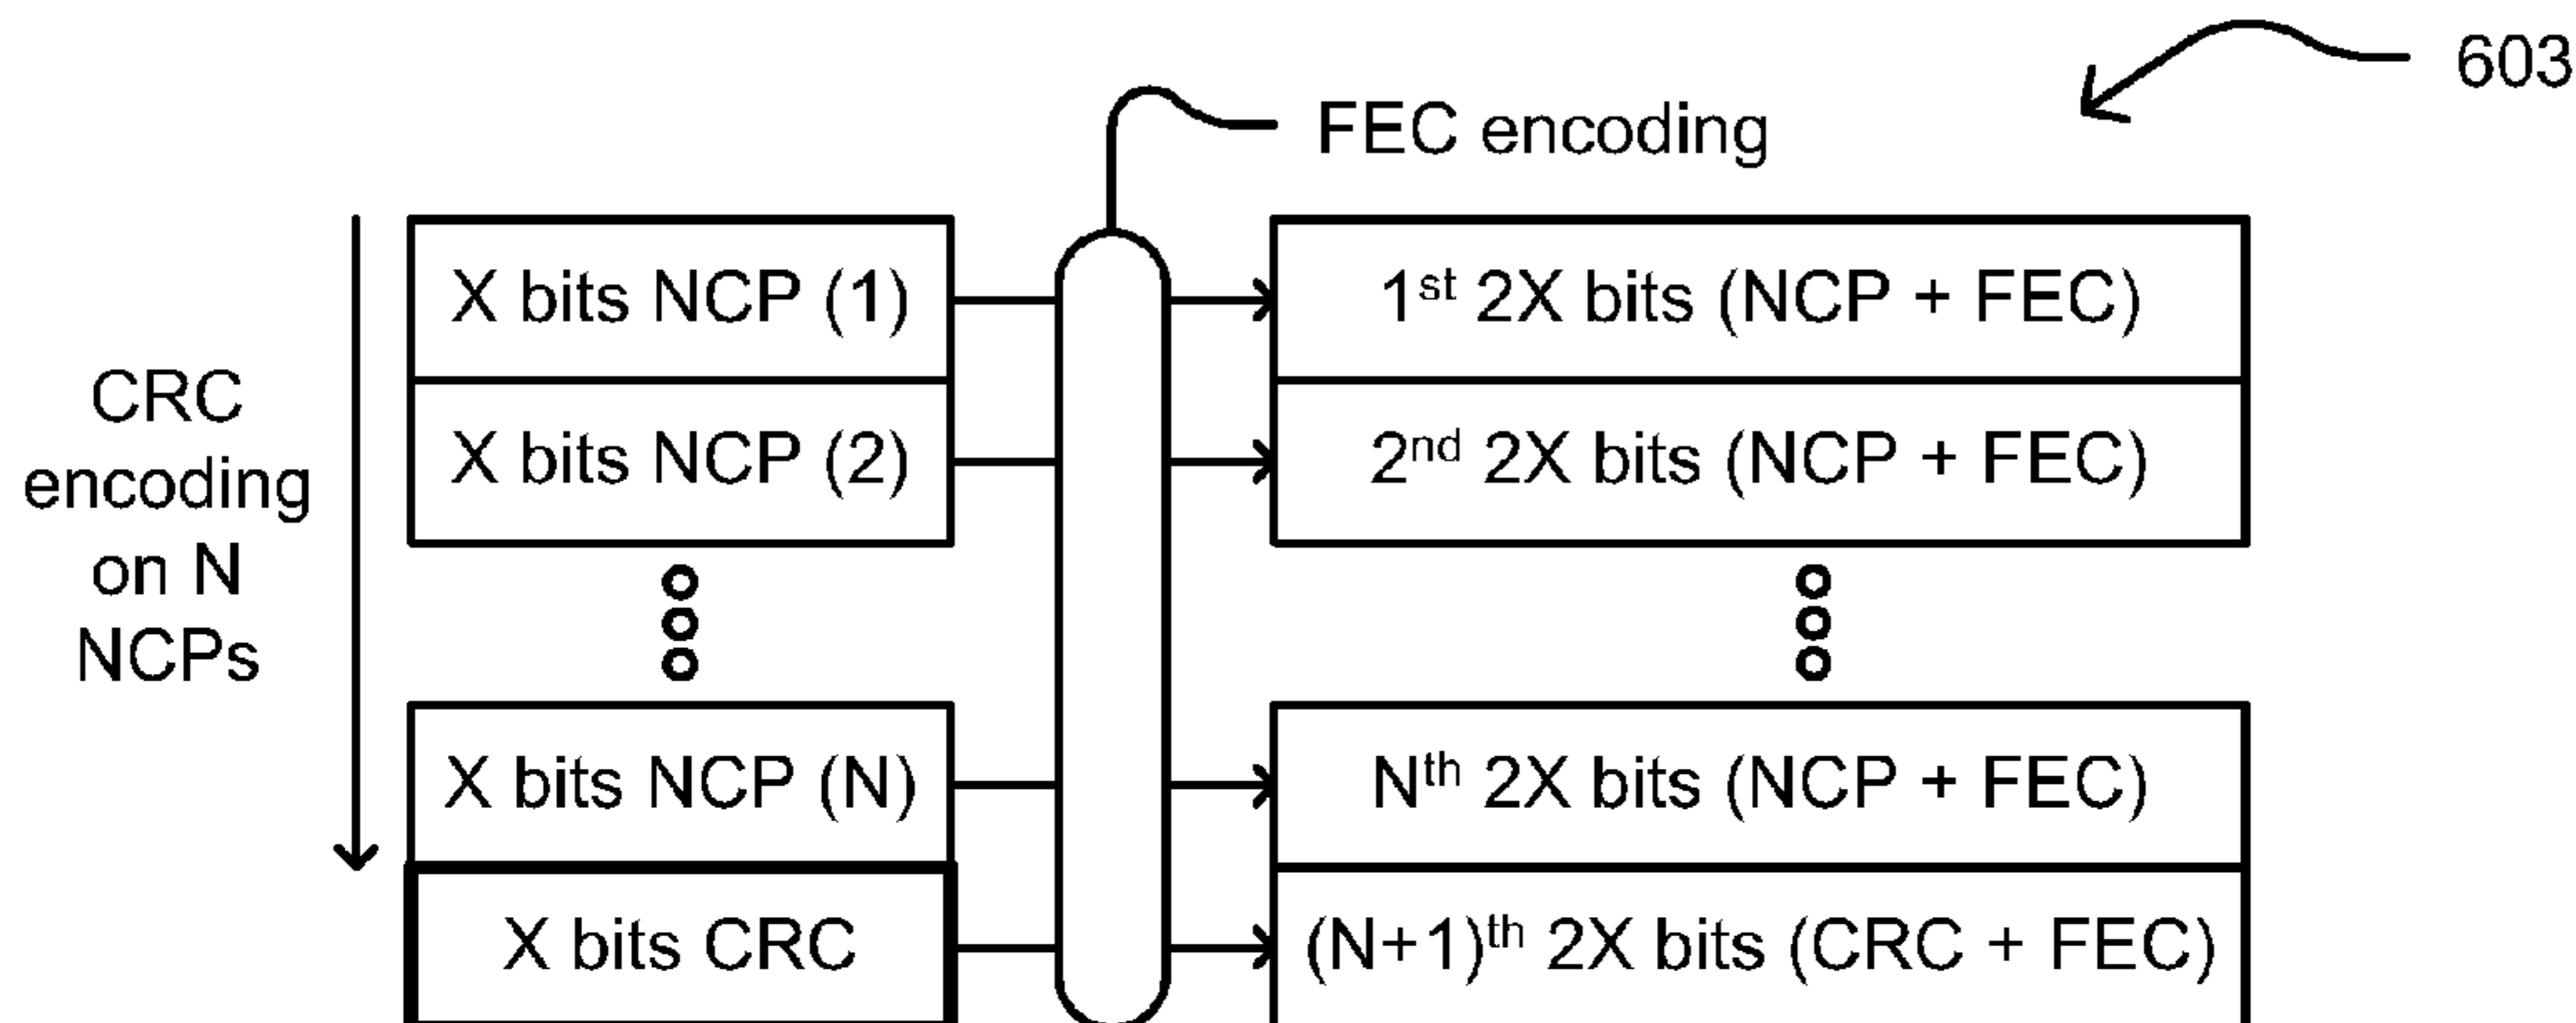 603
FEC encoding
CRC
encoding
on N
NCPs
X bits NCP (1)
1st 2X bits (NCP + FEC)
X bits NCP (2)
2nd 2X bits (NCP + FEC)
X bits NCP (N)
Nth 2X bits (NCP + FEC)
X bits CRC
(N+1)th 2X bits (CRC + FEC)